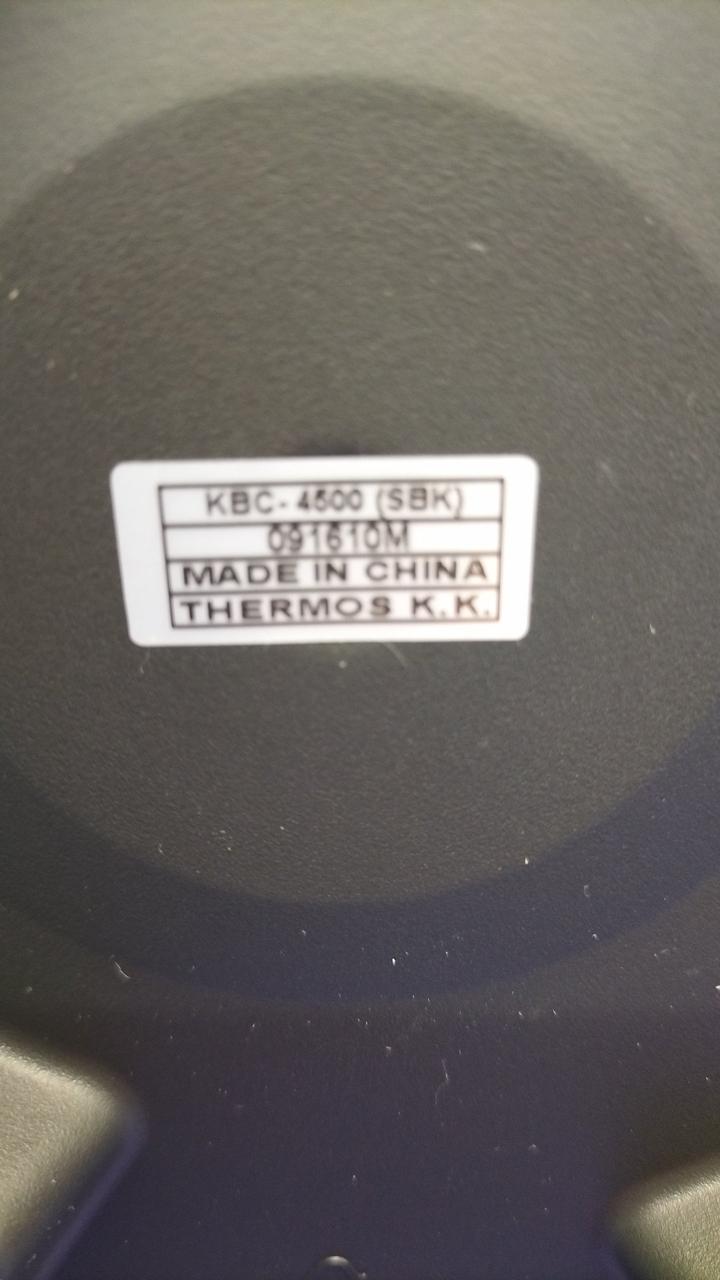 KBC-4500 (SBK)
091610M
MADE IN CHINA
THERMOS K.K.